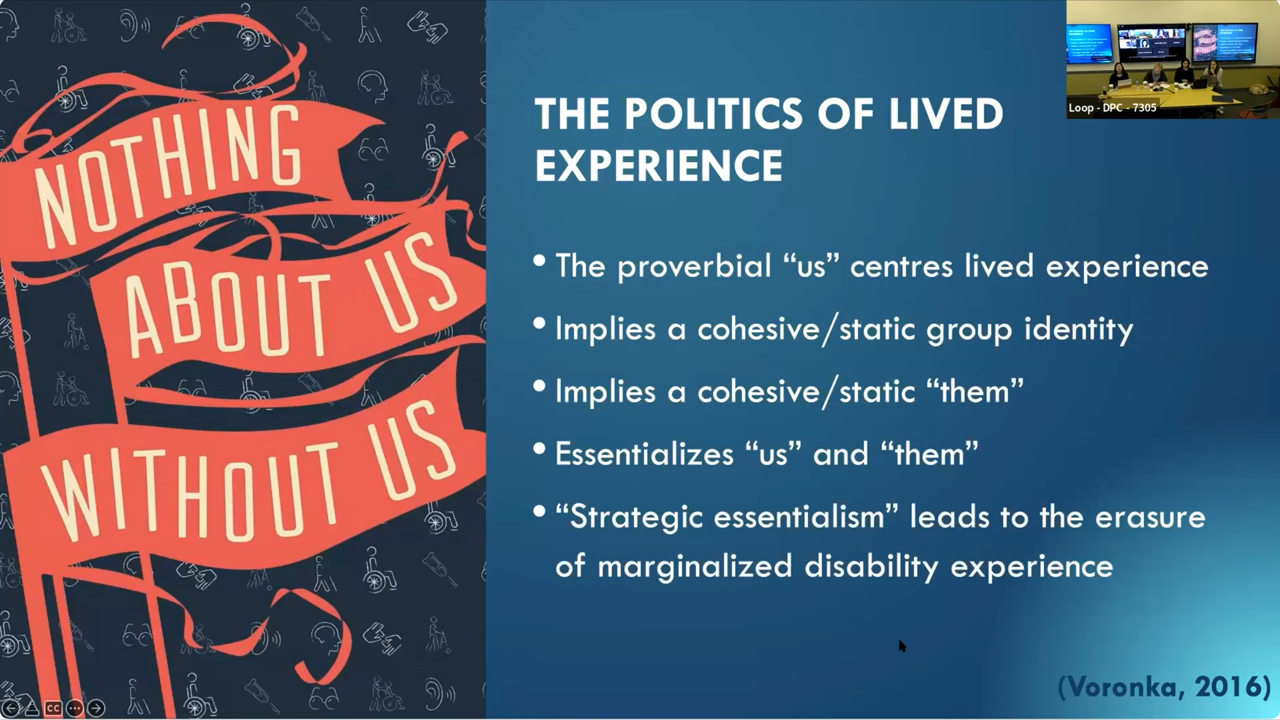 NOTHING
ABOUT US
WITHOUT US
THE POLITICS OF LIVED
EXPERIENCE
• The proverbial “us” centres lived experience
• Implies a cohesive/static group identity
• Implies a cohesive/static “them”
• Essentializes “us” and “them”
• “Strategic essentialism” leads to the erasure
of marginalized disability experience
(Voronka, 2016)
Loop - DPC - 7305
CC